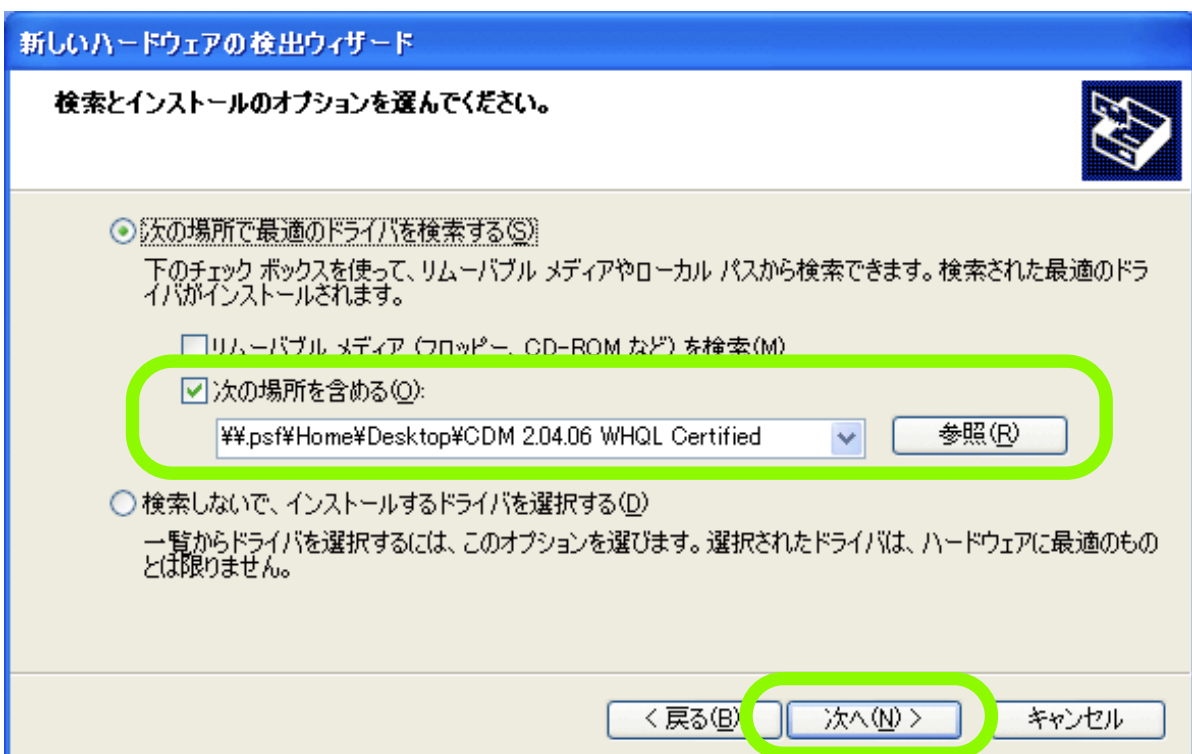 新しいハードウェアの検出ウィザード
検索とインストールのオプションを選んでください。
次の場所で最適のドライバを検索する(S)
下のチェック ボックスを使って、リムーバブル メディアやローカル パスから検索できます。検索された最適のドラ
イバがインストールされます。
リムーバブル メディア (フロッピー、CD-ROM など) を検索(M)
次の場所を含める(O):
¥¥.psf¥Home¥Desktop¥CDM 2.04.06 WHQL Certified
参照(R)
検索しないで、インストールするドライバを選択する(D)
一覧からドライバを選択するには、このオプションを選びます。選択されたドライバは、ハードウェアに最適のもの
とは限りません。
< 戻る(B) 次へ(N) > キャンセル